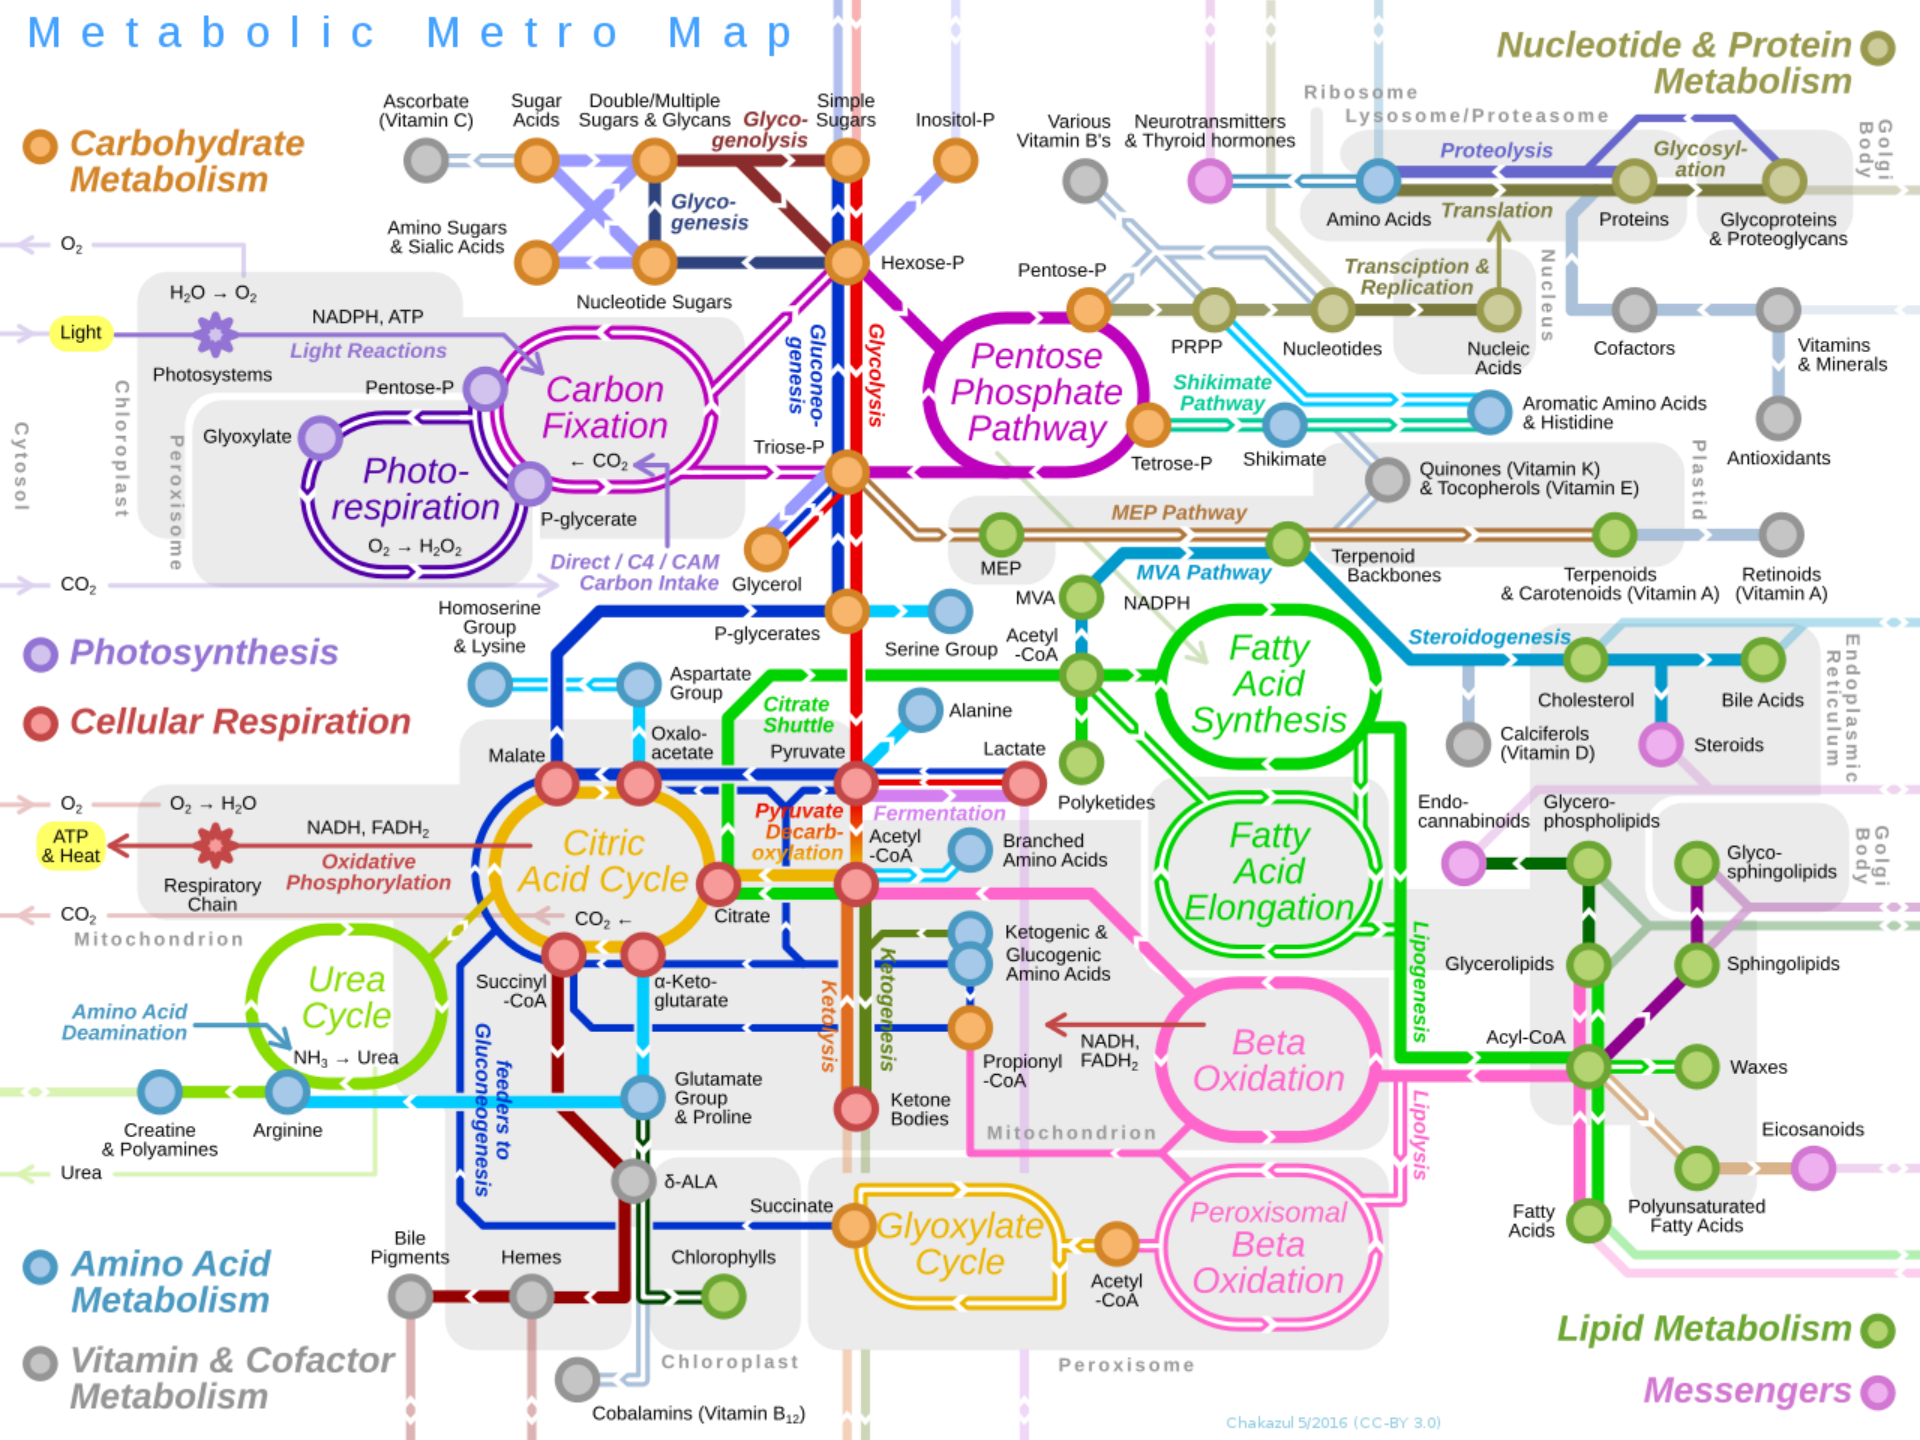 Metabolic Metro Map
Nucleotide & Protein
Metabolism
Carbohydrate
Metabolism
Ascorbate
(Vitamin C)
Sugar
Acids
Double/Multiple
Sugars & Glycans
Glyco-
genolysis
Simple
Sugars
Inositol-P
Various
Vitamin B's
Neurotransmitters
& Thyroid hormones
Ribosome
Lysosome/Proteasome
Golgi
Body
Proteolysis
Glycosyl-
ation
Amino Acids
Translation
Proteins
Glycoproteins
& Proteoglycans
Glyco-
genesis
Amino Sugars
& Sialic Acids
Nucleotide Sugars
Hexose-P
Pentose-P
Transciption &
Replication
Nucleus
O₂
H₂O → O₂
Light
NADPH, ATP
Light Reactions
Photosystems
Pentose-P
Carbon
Fixation
← CO₂
Gluconeo-
genesis
Glycolysis
Pentose
Phosphate
Pathway
PRPP
Nucleotides
Nucleic
Acids
Cofactors
Vitamins
& Minerals
Shikimate
Pathway
Aromatic Amino Acids
& Histidine
Antioxidants
Cytosol
Chloroplast
Peroxisome
Glyoxylate
Photo-
respiration
O₂ → H₂O₂
P-glycerate
Triose-P
Tetrose-P
Shikimate
Quinones (Vitamin K)
& Tocopherols (Vitamin E)
Plastid
MEP Pathway
MEP
MVA Pathway
Terpenoid
Backbones
Terpenoids
& Carotenoids (Vitamin A)
Retinoids
(Vitamin A)
CO₂
Direct / C4 / CAM
Carbon Intake
Glycerol
Homoserine
Group
& Lysine
P-glycerates
Serine Group
MVA
NADPH
Acetyl
-CoA
Fatty
Acid
Synthesis
Steroidogenesis
Cholesterol
Bile Acids
Endoplasmic
Reticulum
Photosynthesis
Cellular Respiration
Aspartate
Group
Citrate
Shuttle
Alanine
Malate
Oxalo-
acetate
Pyruvate
Lactate
Polyketides
Calciferols
(Vitamin D)
Steroids
O₂
O₂ → H₂O
ATP
& Heat
NADH, FADH₂
Oxidative
Phosphorylation
Respiratory
Chain
CO₂
Mitochondrion
Citric
Acid Cycle
CO₂ ←
Pyruvate
Decarb-
oxylation
Fermentation
Acetyl
-CoA
Branched
Amino Acids
Citrate
Fatty
Acid
Elongation
Endo-
cannabinoids
Glycero-
phospholipids
Glyco-
sphingolipids
Golgi
Body
Urea
Cycle
Amino Acid
Deamination
NH₃ → Urea
Succinyl
-CoA
α-Keto-
glutarate
Ketogenic &
Glucogenic
Amino Acids
Ketolysis
Ketogenesis
Propionyl
-CoA
NADH,
FADH₂
Beta
Oxidation
Lipogenesis
Glycerolipids
Sphingolipids
Acyl-CoA
Waxes
Creatine
& Polyamines
Arginine
Urea
feeders to
Gluconeogenesis
Glutamate
Group
& Proline
Ketone
Bodies
Mitochondrion
Lipolysis
Eicosanoids
δ-ALA
Succinate
Glyoxylate
Cycle
Acetyl
-CoA
Peroxisomal
Beta
Oxidation
Fatty
Acids
Polyunsaturated
Fatty Acids
Bile
Pigments
Hemes
Chlorophylls
Chloroplast
Peroxisome
Cobalamins (Vitamin B₁₂)
Amino Acid
Metabolism
Vitamin & Cofactor
Metabolism
Lipid Metabolism
Messengers
Chakazul 5/2016 (CC-BY 3.0)